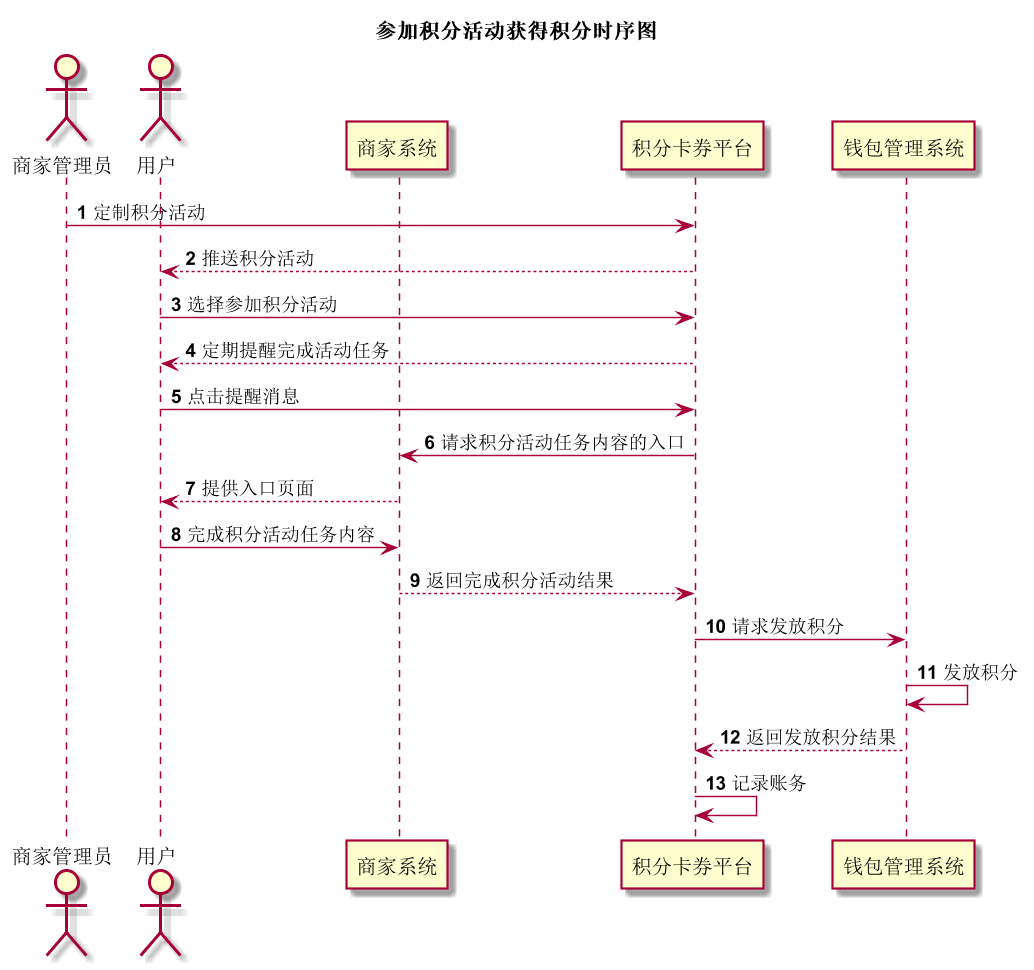 参加积分活动获得积分时序图
商家管理员 用户 商家系统 积分卡券平台 钱包管理系统
1 定制积分活动
2 推送积分活动
3 选择参加积分活动
4 定期提醒完成活动任务
5 点击提醒消息
6 请求积分活动任务内容的入口
7 提供入口页面
8 完成积分活动任务内容
9 返回完成积分活动结果
10 请求发放积分
11 发放积分
12 返回发放积分结果
13 记录账务
商家管理员 用户 商家系统 积分卡券平台 钱包管理系统